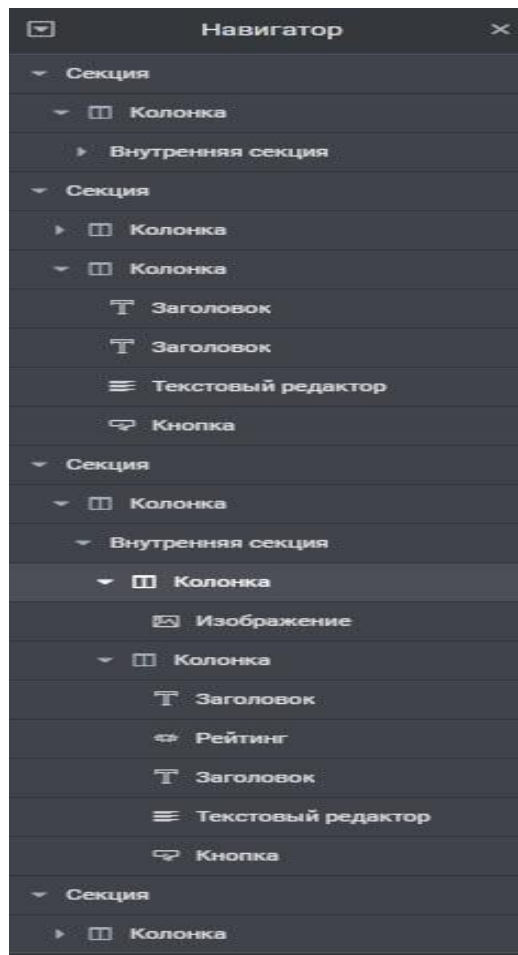 Навигатор
Секция
Колонка
Внутренняя секция
Секция
Колонка
Колонка
Заголовок
Заголовок
Текстовый редактор
Кнопка
Секция
Колонка
Внутренняя секция
Колонка
Изображение
Колонка
Заголовок
Рейтинг
Заголовок
Текстовый редактор
Кнопка
Секция
Колонка